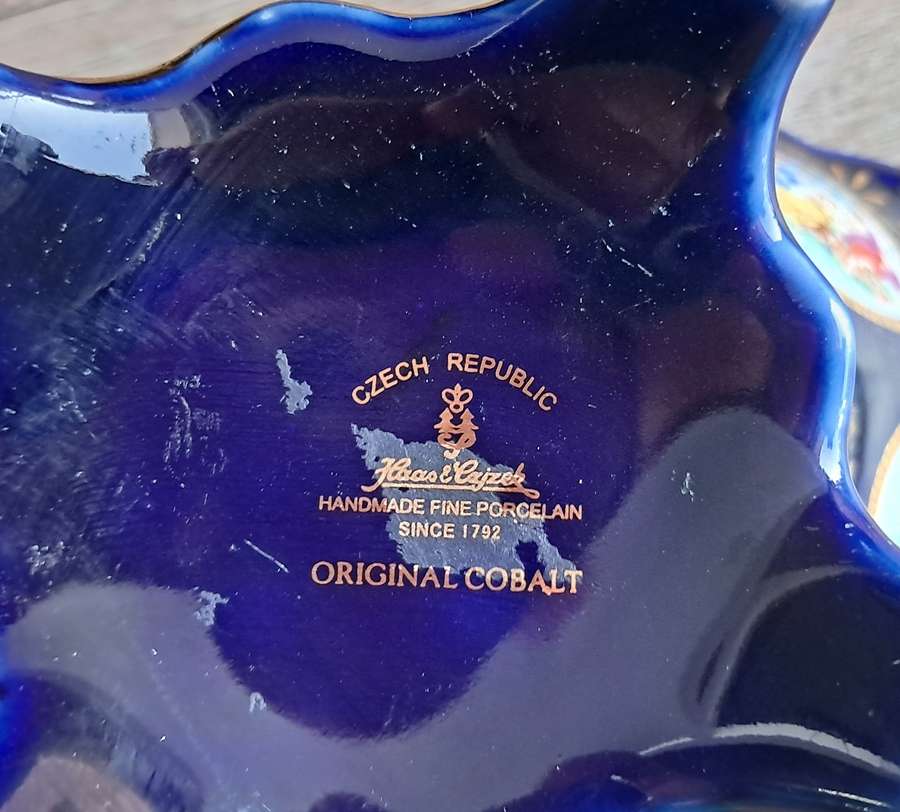 CZECH REPUBLIC
Haas & Czjzek
HANDMADE FINE PORCELAIN
SINCE 1792
ORIGINAL COBALT